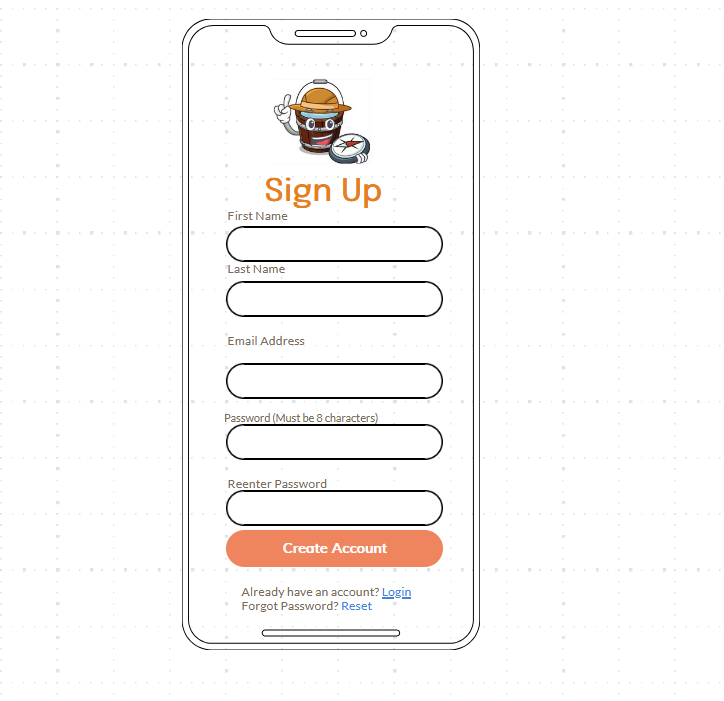 Sign Up
First Name
Last Name
Email Address
Password (Must be 8 characters)
Reenter Password
Create Account
Already have an account? Login
Forgot Password? Reset